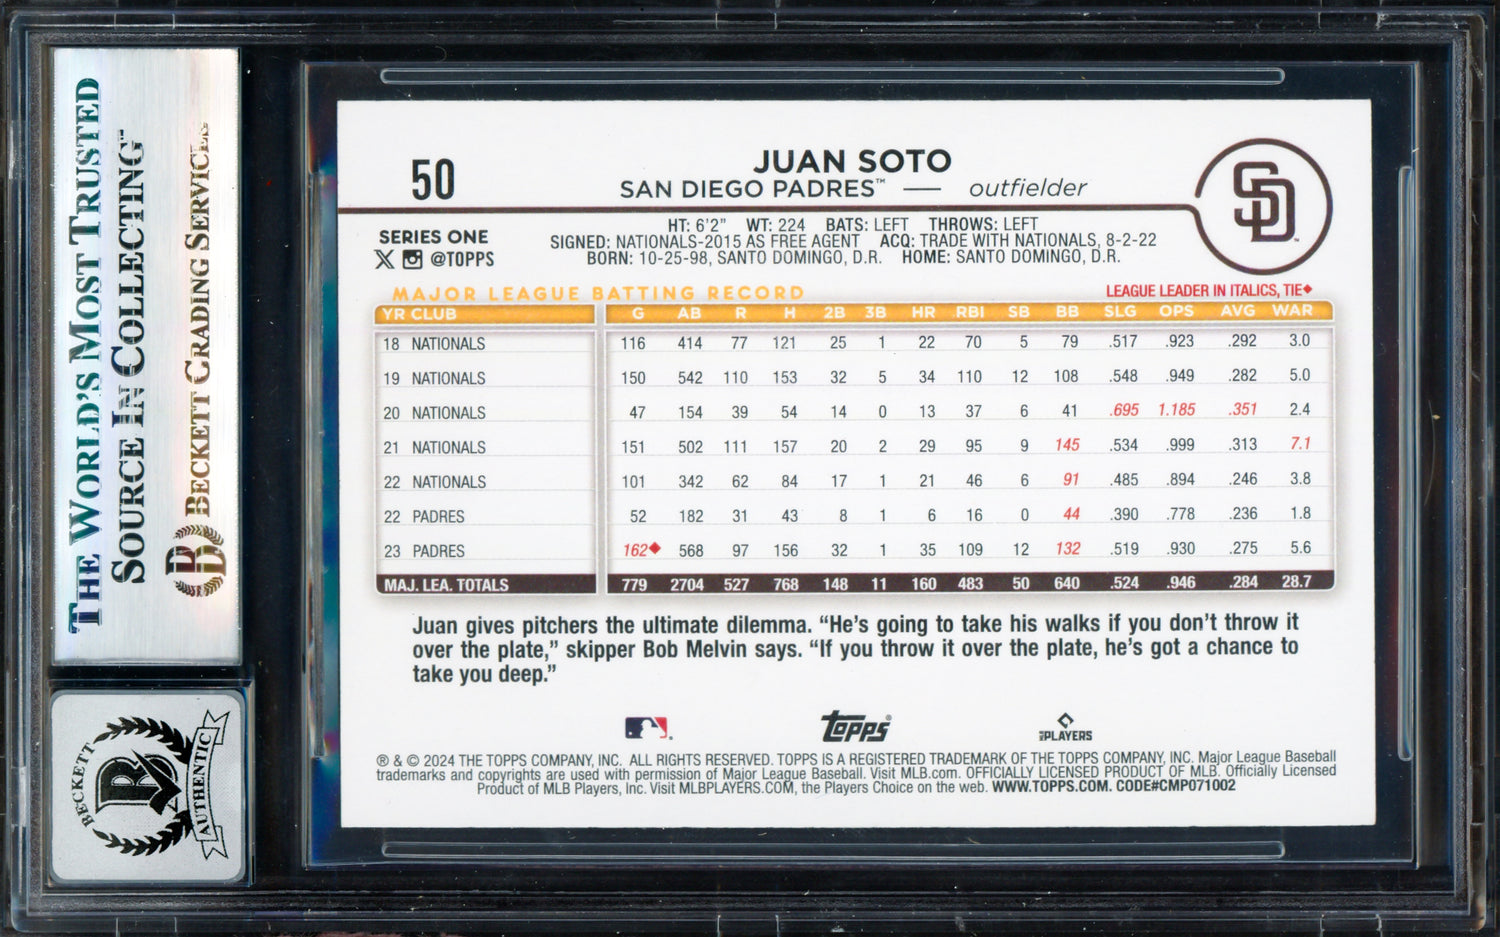 THE WORLD'S MOST TRUSTED
SOURCE IN COLLECTING™
BECKETT GRADING SERVICES
BECKETT
AUTHENTIC
50
JUAN SOTO
SAN DIEGO PADRES™ — outfielder
SD
SERIES ONE
@TOPPS
HT: 6'2" WT: 224 BATS: LEFT THROWS: LEFT
SIGNED: NATIONALS-2015 AS FREE AGENT ACQ: TRADE WITH NATIONALS, 8-2-22
BORN: 10-25-98, SANTO DOMINGO, D.R. HOME: SANTO DOMINGO, D.R.
MAJOR LEAGUE BATTING RECORD
LEAGUE LEADER IN ITALICS, TIE◆
YR CLUB G AB R H 2B 3B HR RBI SB BB SLG OPS AVG WAR
18 NATIONALS 116 414 77 121 25 1 22 70 5 79 .517 .923 .292 3.0
19 NATIONALS 150 542 110 153 32 5 34 110 12 108 .548 .949 .282 5.0
20 NATIONALS 47 154 39 54 14 0 13 37 6 41 .695 1.185 .351 2.4
21 NATIONALS 151 502 111 157 20 2 29 95 9 145 .534 .999 .313 7.1
22 NATIONALS 101 342 62 84 17 1 21 46 6 91 .485 .894 .246 3.8
22 PADRES 52 182 31 43 8 1 6 16 0 44 .390 .778 .236 1.8
23 PADRES 162◆ 568 97 156 32 1 35 109 12 132 .519 .930 .275 5.6
MAJ. LEA. TOTALS 779 2704 527 768 148 11 160 483 50 640 .524 .946 .284 28.7
Juan gives pitchers the ultimate dilemma. “He's going to take his walks if you don't throw it
over the plate,” skipper Bob Melvin says. “If you throw it over the plate, he's got a chance to
take you deep.”
TOPPS®
MLB PLAYERS
® & © 2024 THE TOPPS COMPANY, INC. ALL RIGHTS RESERVED. TOPPS IS A REGISTERED TRADEMARK OF THE TOPPS COMPANY, INC. Major League Baseball
trademarks and copyrights are used with permission of Major League Baseball. Visit MLB.com. OFFICIALLY LICENSED PRODUCT OF MLB. Officially Licensed
Product of MLB Players, Inc. Visit MLBPLAYERS.COM, the Players Choice on the web. WWW.TOPPS.COM. CODE#CMP071002